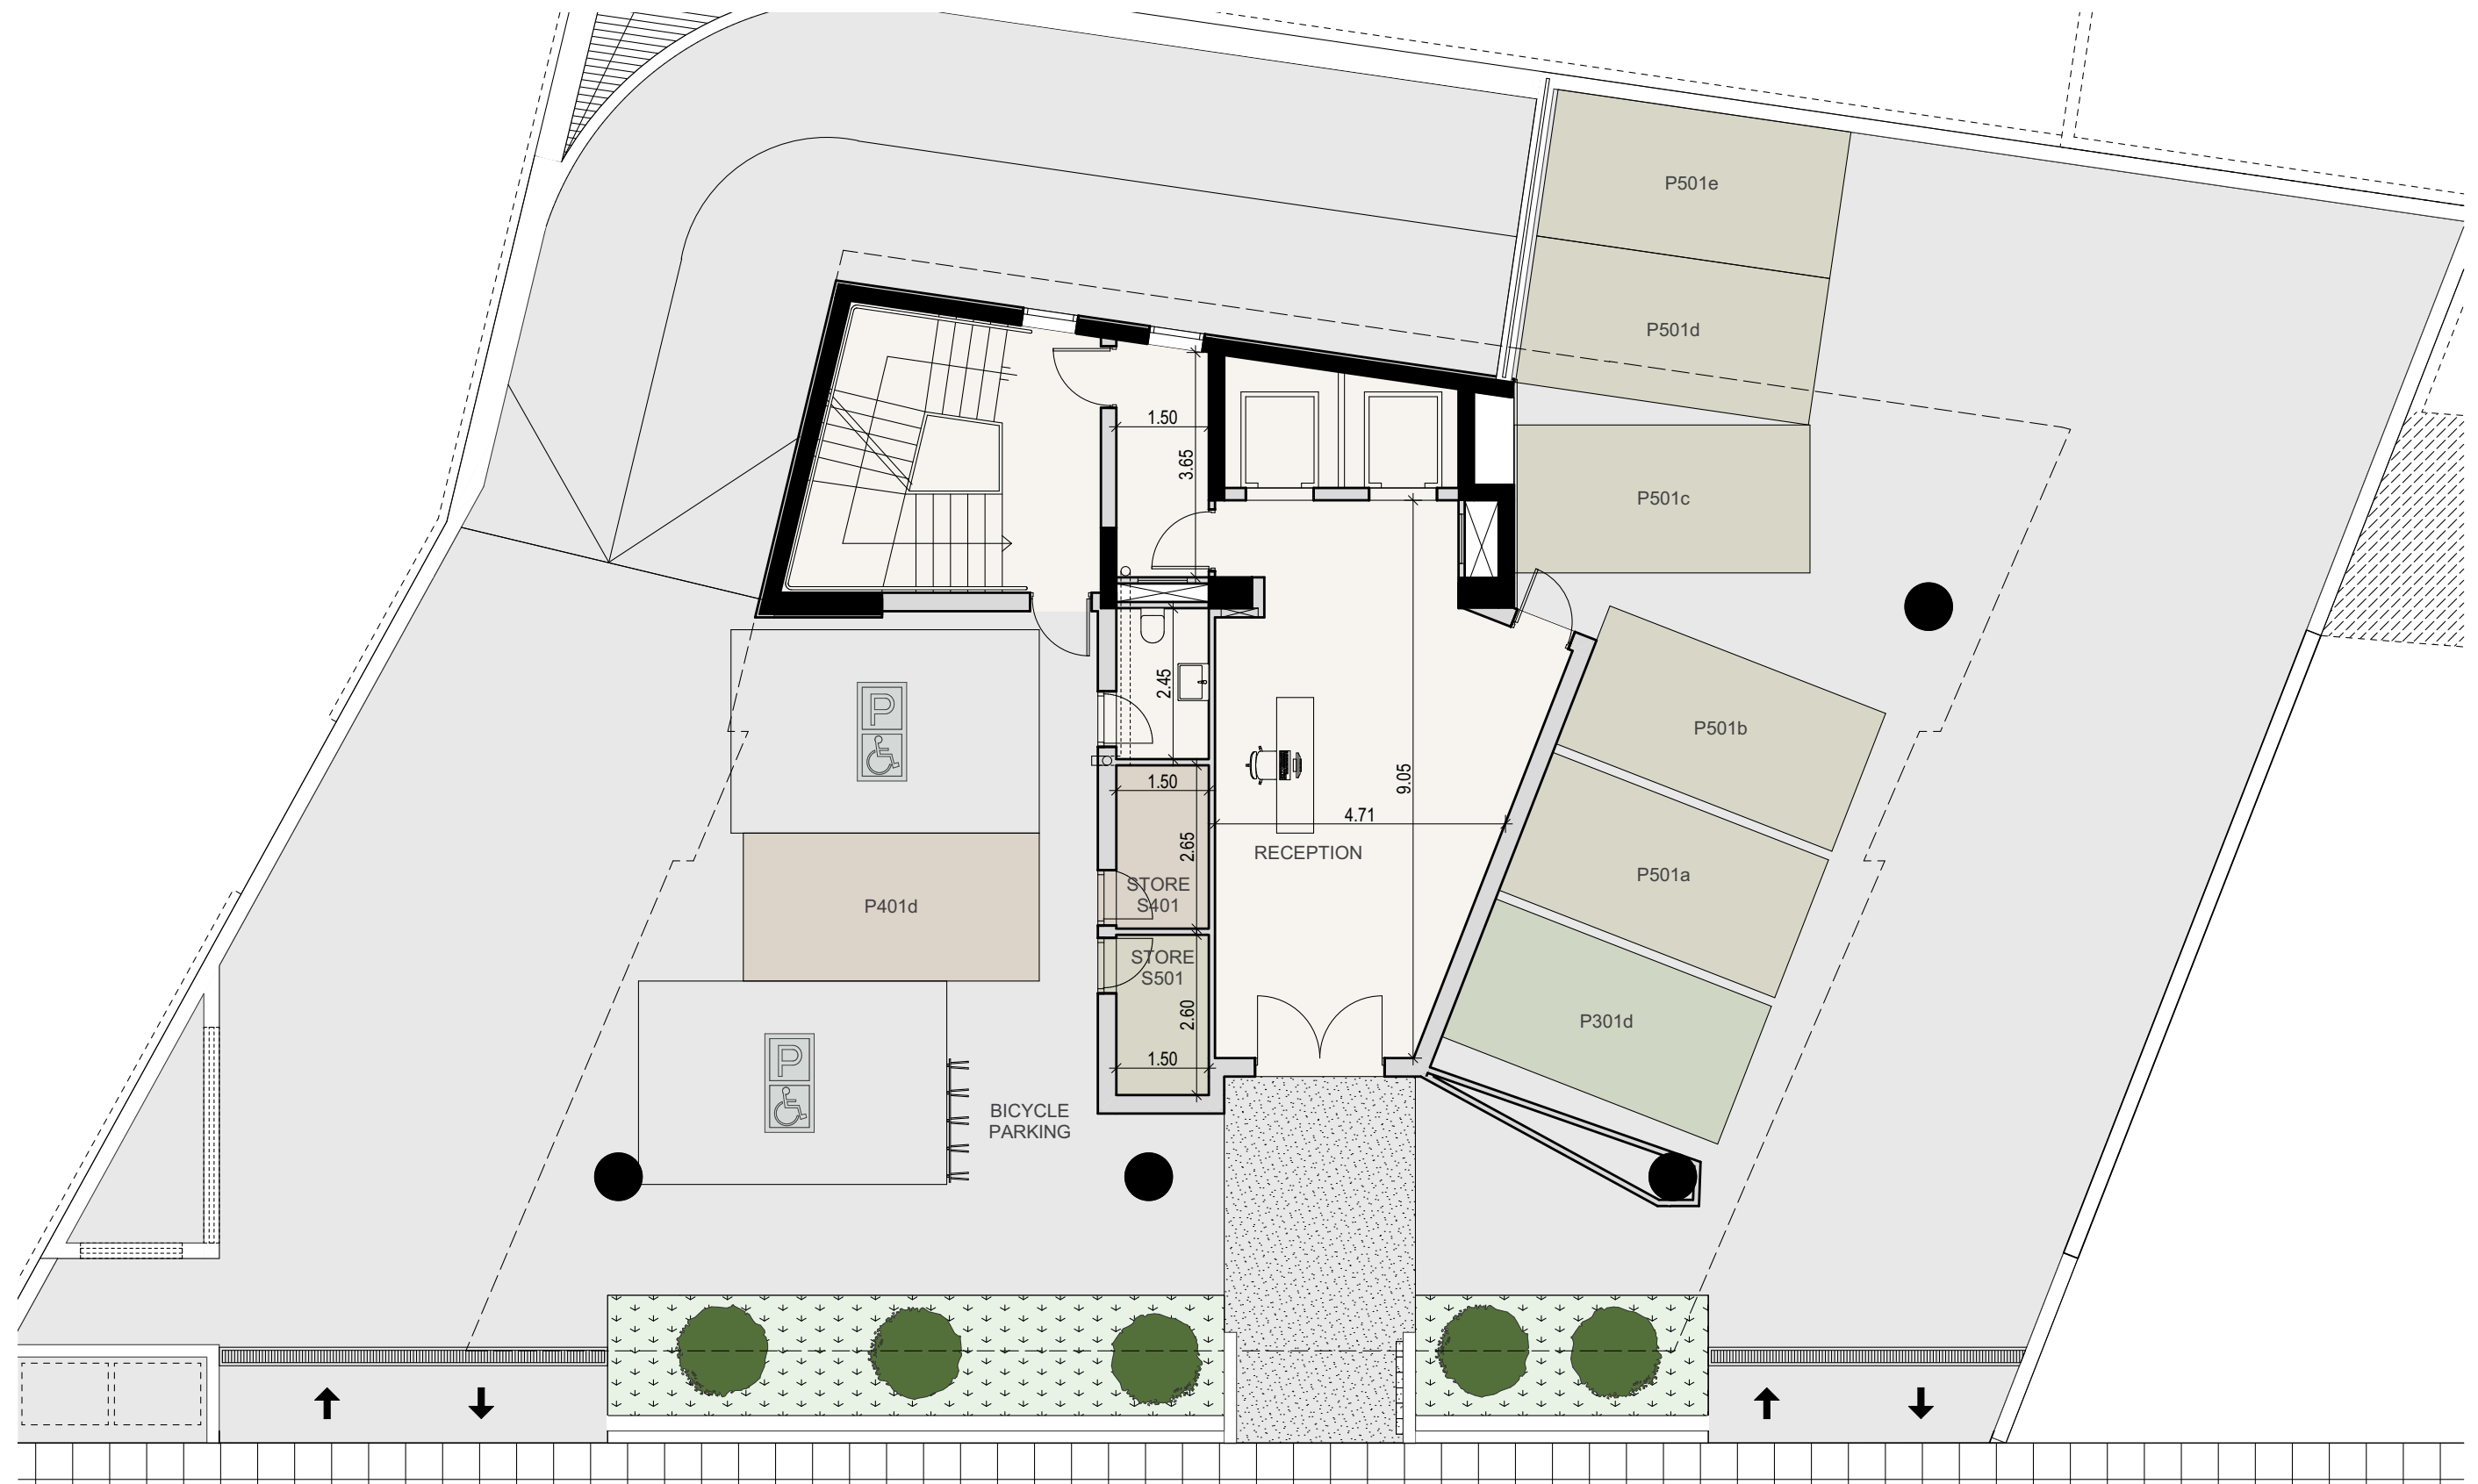 P501e
P501d
1.50
3.65
P501c
P
2.45
P501b
1.50
9.05
4.71
2.65
RECEPTION
P501a
STORE
S401
P401d
STORE
S501
2.60
P301d
P
1.50
BICYCLE
PARKING